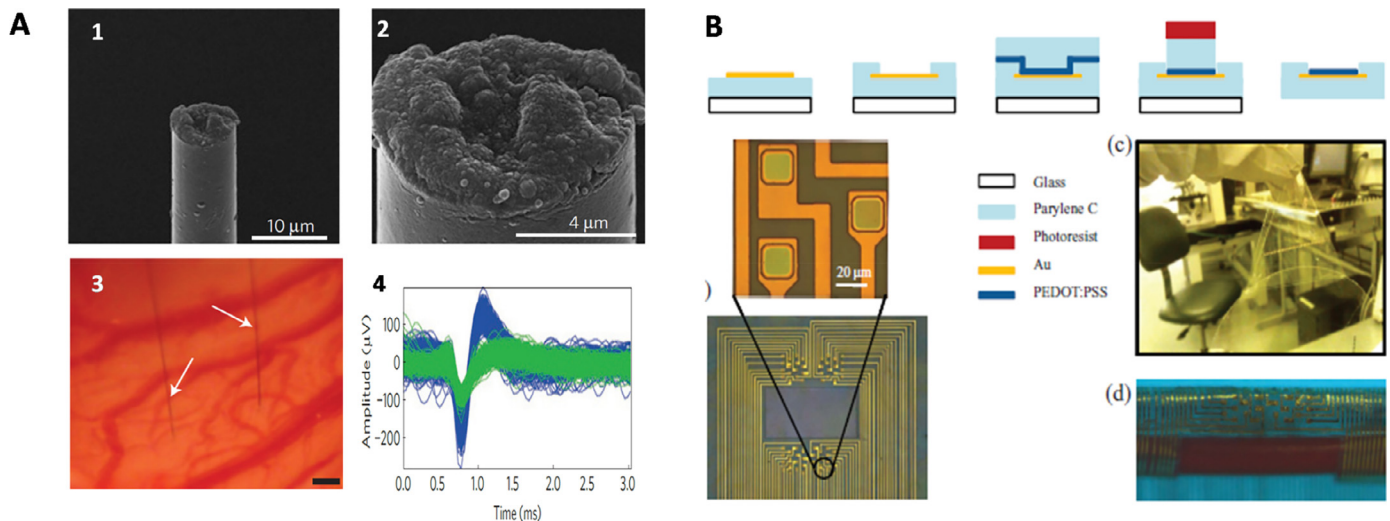 A
1
10 μm
2
4 μm
3
4
Amplitude (μV)
100
0
-100
-200
0.0 0.5 1.0 1.5 2.0 2.5 3.0
Time (ms)
B
20 μm
)
Glass
Parylene C
Photoresist
Au
PEDOT:PSS
(c)
(d)